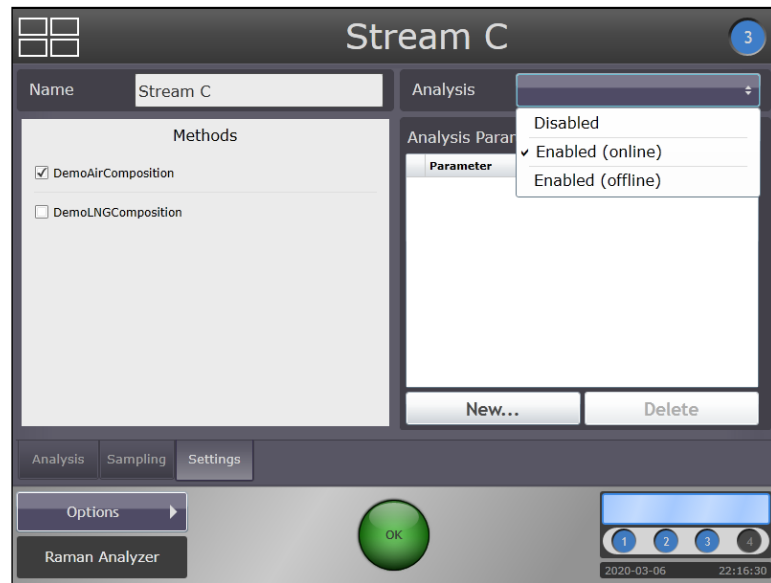 Stream C
3
Name
Stream C
Analysis
Methods
DemoAirComposition
DemoLNGComposition
Disabled
Enabled (online)
Enabled (offline)
Analysis Param
Parameter
New...
Delete
Analysis
Sampling
Settings
Options
Raman Analyzer
OK
1 2 3 4
2020-03-06 22:16:30